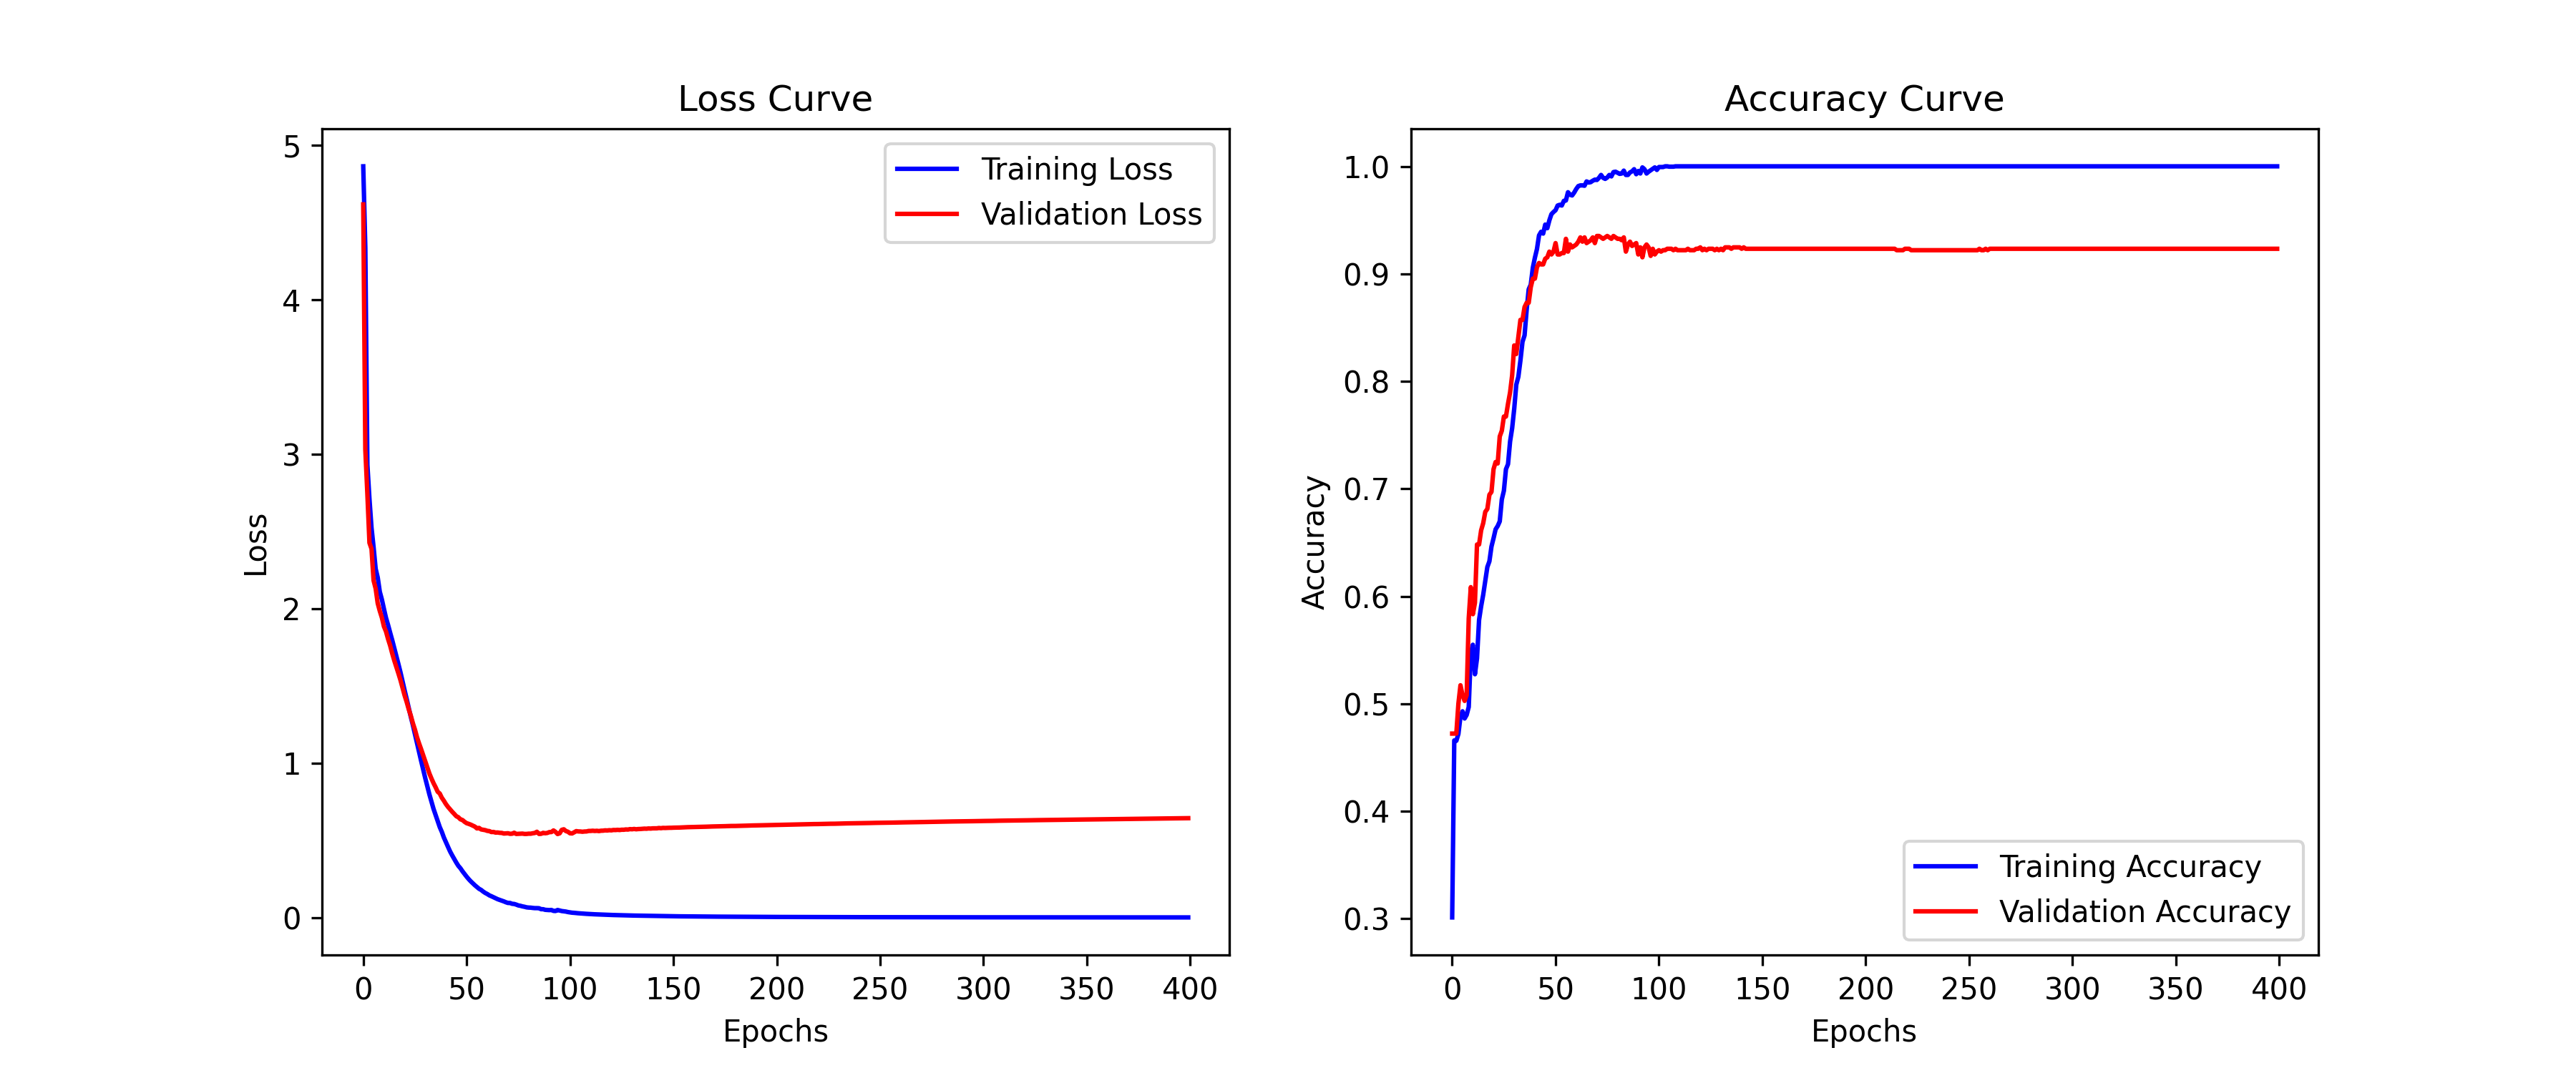 Loss Curve
5
4
3
2
1
0
Loss
0 50 100 150 200 250 300 350 400
Epochs
Training Loss
Validation Loss
Accuracy Curve
1.0
0.9
0.8
0.7
0.6
0.5
0.4
0.3
Accuracy
0 50 100 150 200 250 300 350 400
Epochs
Training Accuracy
Validation Accuracy